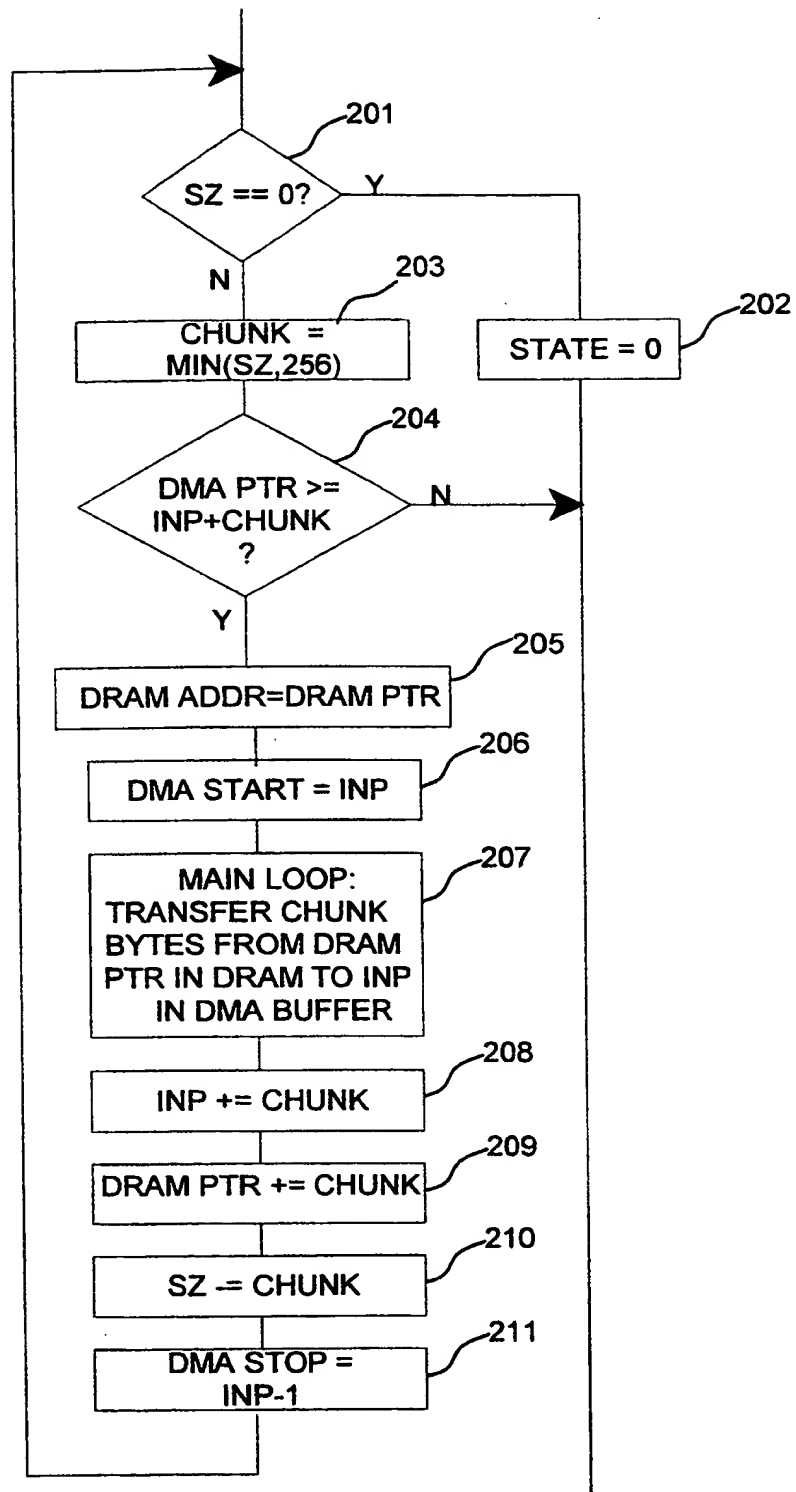 201
SZ == 0?
Y
N
203
202
CHUNK =
MIN(SZ,256)
STATE = 0
204
DMA PTR >=
INP+CHUNK
?
N
Y
205
DRAM ADDR=DRAM PTR
206
DMA START = INP
207
MAIN LOOP:
TRANSFER CHUNK
BYTES FROM DRAM
PTR IN DRAM TO INP
IN DMA BUFFER
208
INP += CHUNK
209
DRAM PTR += CHUNK
210
SZ -= CHUNK
211
DMA STOP =
INP-1